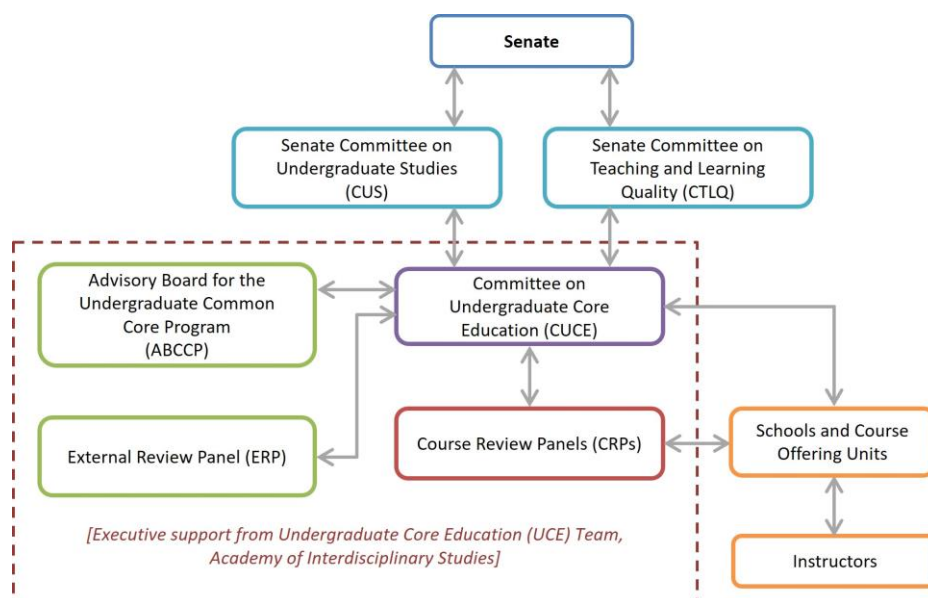 Senate
Senate Committee on
Undergraduate Studies
(CUS)
Senate Committee on
Teaching and Learning
Quality (CTLQ)
Advisory Board for the
Undergraduate Common
Core Program
(ABCCP)
Committee on
Undergraduate Core
Education (CUCE)
External Review Panel (ERP)
Course Review Panels (CRPs)
Schools and Course
Offering Units
[Executive support from Undergraduate Core Education (UCE) Team,
Academy of Interdisciplinary Studies]
Instructors